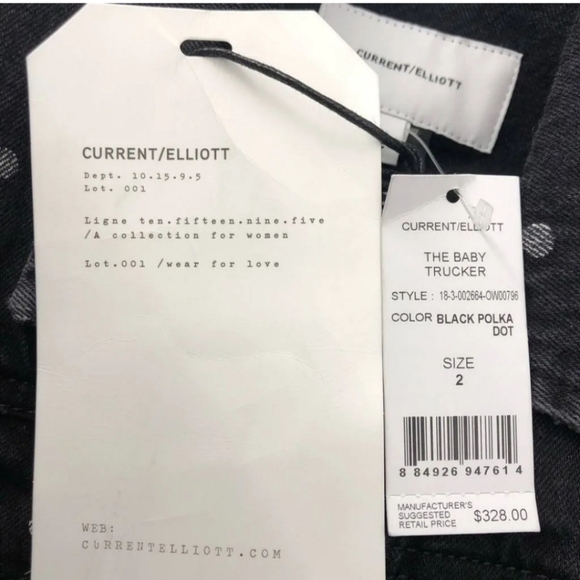 CURRENT/ELLIOTT
Dept. 10.15.9.5
Lot. 001
Ligne ten.fifteen.nine.five
/A collection for women
Lot.001 /wear for love
WEB:
CURRENTELLIOTT.COM
CURRENT/ELLIOTT
CURRENT/ELLIOTT
THE BABY
TRUCKER
STYLE : 18-3-002664-OW00796
COLOR BLACK POLKA
DOT
SIZE
2
8 84926 94761 4
MANUFACTURER'S
SUGGESTED
RETAIL PRICE $328.00